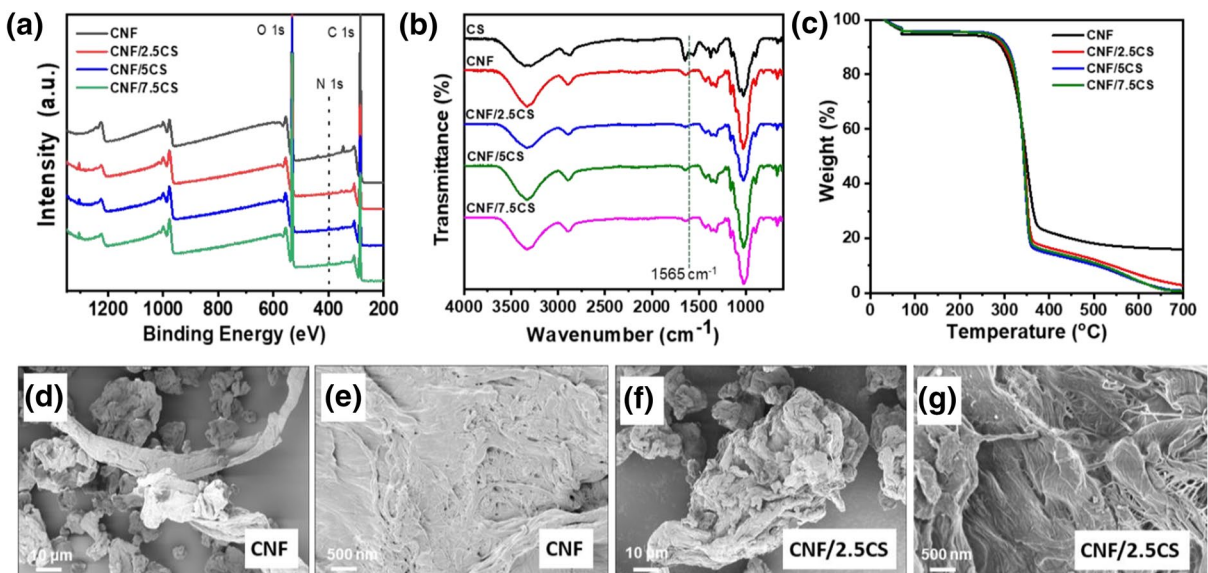 (a)
CNF
CNF/2.5CS
CNF/5CS
CNF/7.5CS
O 1s
C 1s
N 1s
Intensity (a.u.)
1200 1000 800 600 400 200
Binding Energy (eV)
(b)
CS
CNF
CNF/2.5CS
CNF/5CS
CNF/7.5CS
1565 cm⁻¹
Transmittance (%)
4000 3500 3000 2500 2000 1500 1000
Wavenumber (cm⁻¹)
(c)
CNF
CNF/2.5CS
CNF/5CS
CNF/7.5CS
Weight (%)
100
80
60
40
20
0
0 100 200 300 400 500 600 700
Temperature (°C)
(d)
10 µm
CNF
(e)
500 nm
CNF
(f)
10 µm
CNF/2.5CS
(g)
500 nm
CNF/2.5CS